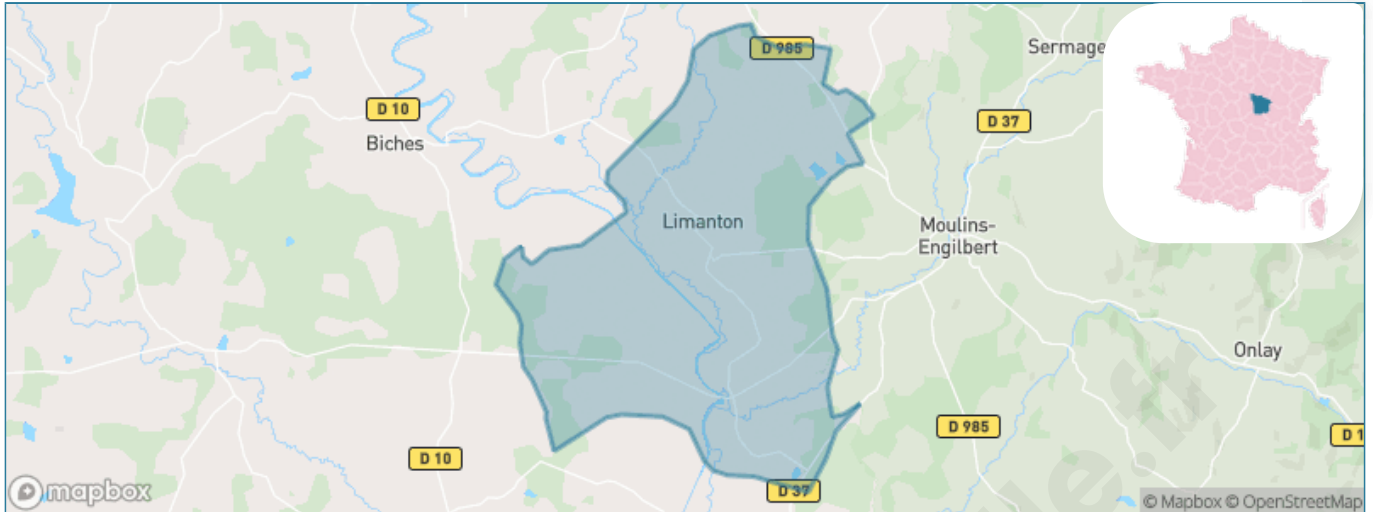 D 985
Sermage
D 10
D 37
Biches
Limanton
Moulins-
Engilbert
Onlay
D 985
D 1
D 10
D 37
mapbox
© Mapbox © OpenStreetMap